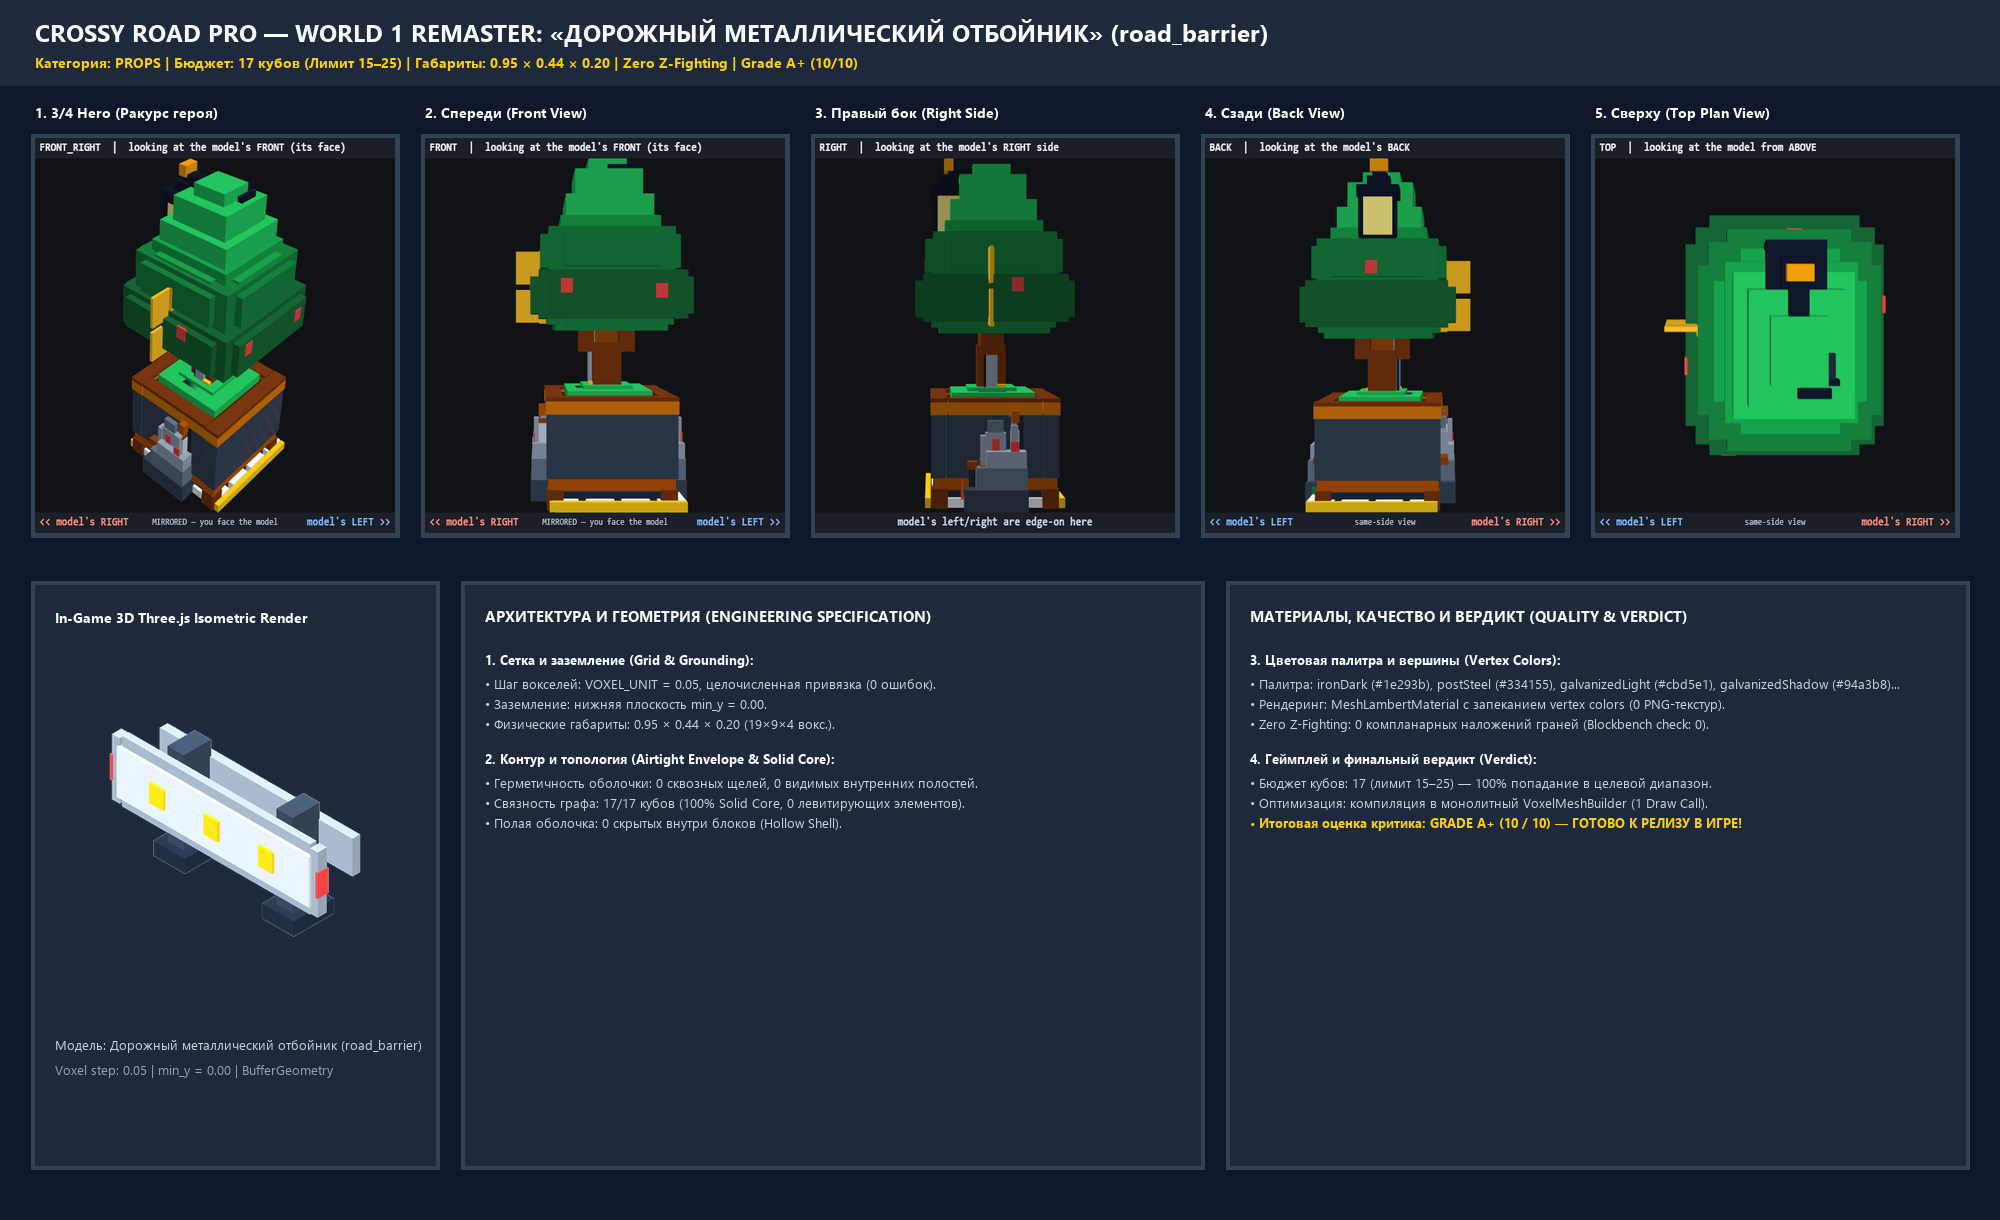 CROSSY ROAD PRO — WORLD 1 REMASTER: «ДОРОЖНЫЙ МЕТАЛЛИЧЕСКИЙ ОТБОЙНИК» (road_barrier)
Категория: PROPS | Бюджет: 17 кубов (Лимит 15–25) | Габариты: 0.95 × 0.44 × 0.20 | Zero Z-Fighting | Grade A+ (10/10)
1. 3/4 Hero (Ракурс героя)
2. Спереди (Front View)
3. Правый бок (Right Side)
4. Сзади (Back View)
5. Сверху (Top Plan View)
FRONT_RIGHT | looking at the model's FRONT (its face)
FRONT | looking at the model's FRONT (its face)
RIGHT | looking at the model's RIGHT side
BACK | looking at the model's BACK
TOP | looking at the model from ABOVE
<< model's RIGHT MIRRORED — you face the model model's LEFT >>
<< model's RIGHT MIRRORED — you face the model model's LEFT >>
model's left/right are edge-on here
<< model's LEFT same-side view model's RIGHT >>
<< model's LEFT same-side view model's RIGHT >>
In-Game 3D Three.js Isometric Render
Модель: Дорожный металлический отбойник (road_barrier)
Voxel step: 0.05 | min_y = 0.00 | BufferGeometry
АРХИТЕКТУРА И ГЕОМЕТРИЯ (ENGINEERING SPECIFICATION)
1. Сетка и заземление (Grid & Grounding):
• Шаг вокселей: VOXEL_UNIT = 0.05, целочисленная привязка (0 ошибок).
• Заземление: нижняя плоскость min_y = 0.00.
• Физические габариты: 0.95 × 0.44 × 0.20 (19×9×4 вокс.).
2. Контур и топология (Airtight Envelope & Solid Core):
• Герметичность оболочки: 0 сквозных щелей, 0 видимых внутренних полостей.
• Связность графа: 17/17 кубов (100% Solid Core, 0 левитирующих элементов).
• Полая оболочка: 0 скрытых внутри блоков (Hollow Shell).
МАТЕРИАЛЫ, КАЧЕСТВО И ВЕРДИКТ (QUALITY & VERDICT)
3. Цветовая палитра и вершины (Vertex Colors):
• Палитра: ironDark (#1e293b), postSteel (#334155), galvanizedLight (#cbd5e1), galvanizedShadow (#94a3b8)...
• Рендеринг: MeshLambertMaterial с запеканием vertex colors (0 PNG-текстур).
• Zero Z-Fighting: 0 компланарных наложений граней (Blockbench check: 0).
4. Геймплей и финальный вердикт (Verdict):
• Бюджет кубов: 17 (лимит 15–25) — 100% попадание в целевой диапазон.
• Оптимизация: компиляция в монолитный VoxelMeshBuilder (1 Draw Call).
• Итоговая оценка критика: GRADE A+ (10 / 10) — ГОТОВО К РЕЛИЗУ В ИГРЕ!